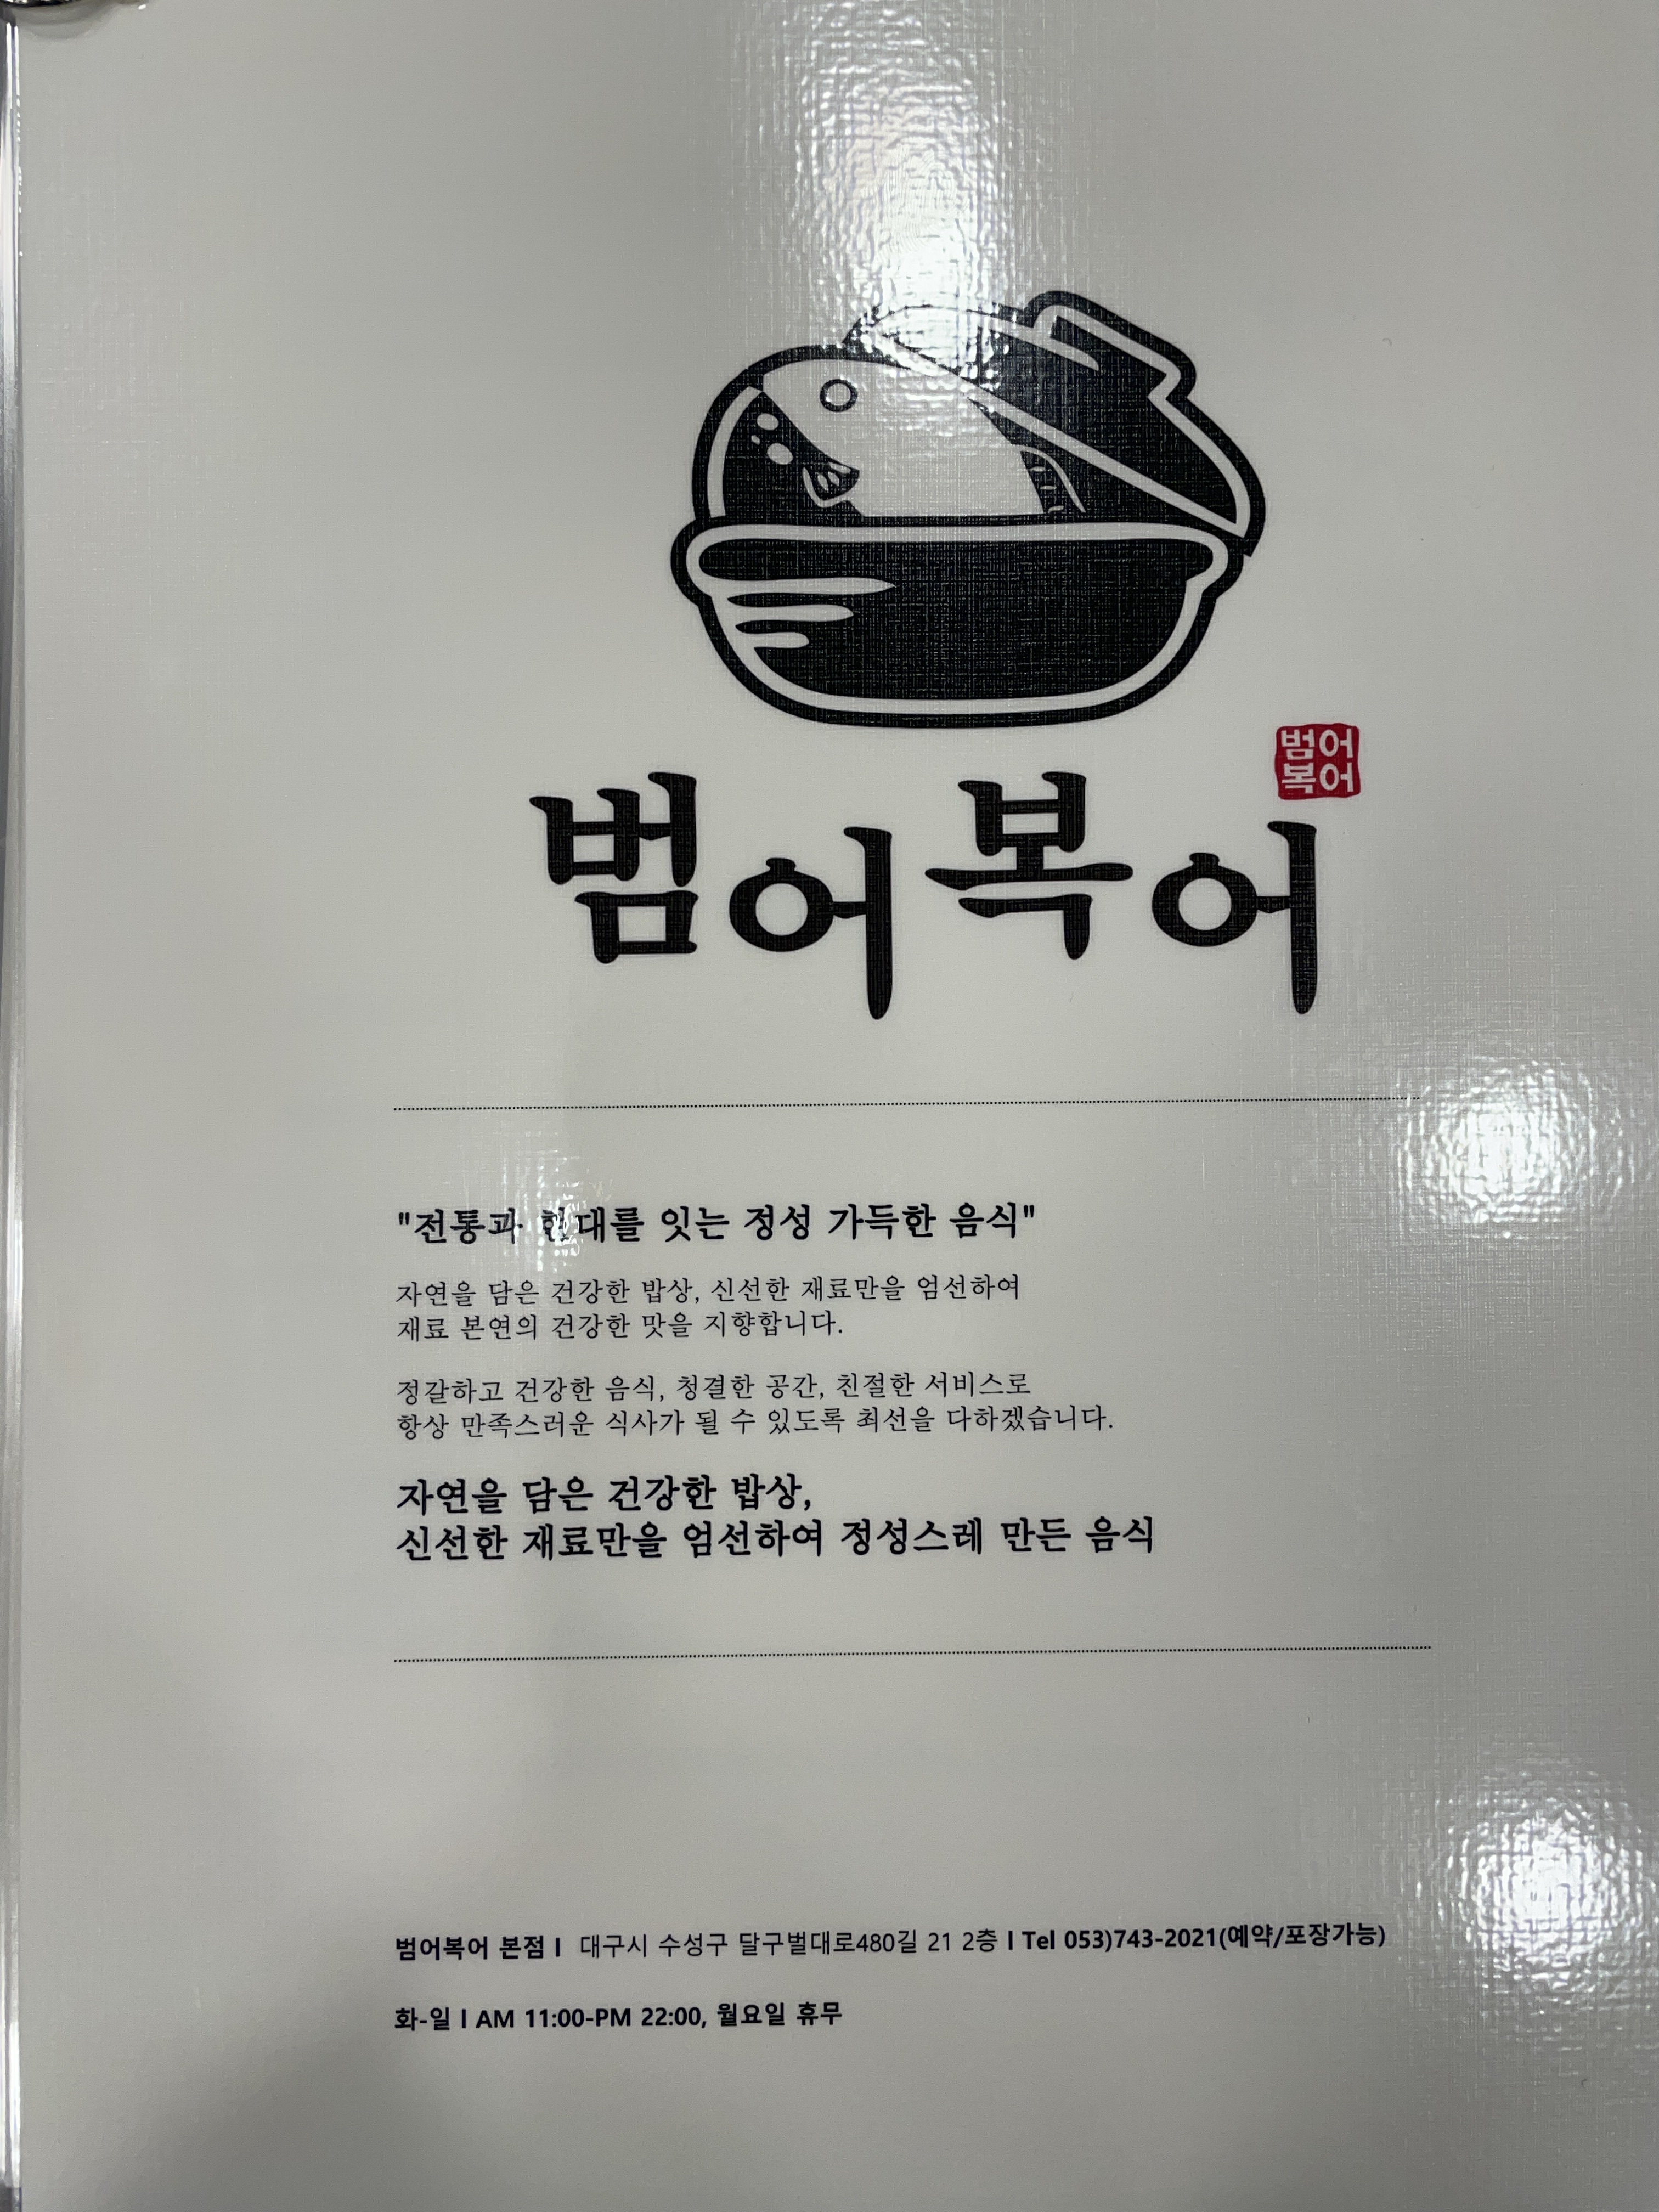 범어
복어
범어복어
"전통과 현대를 잇는 정성 가득한 음식"
자연을 담은 건강한 밥상, 신선한 재료만을 엄선하여
재료 본연의 건강한 맛을 지향합니다.
정갈하고 건강한 음식, 청결한 공간, 친절한 서비스로
항상 만족스러운 식사가 될 수 있도록 최선을 다하겠습니다.
자연을 담은 건강한 밥상,
신선한 재료만을 엄선하여 정성스레 만든 음식
범어복어 본점 I 대구시 수성구 달구벌대로480길 21 2층 I Tel 053)743-2021(예약/포장가능)
화-일 I AM 11:00-PM 22:00, 월요일 휴무